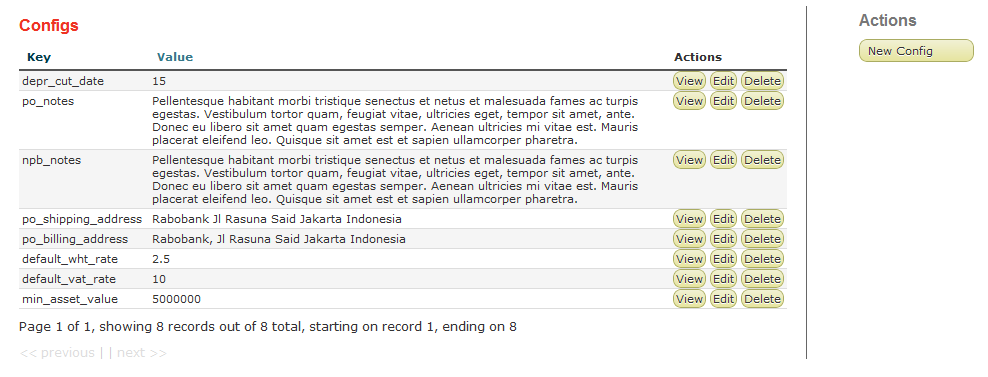 Configs
Key Value Actions
depr_cut_date 15 View Edit Delete
po_notes Pellentesque habitant morbi tristique senectus et netus et malesuada fames ac turpis View Edit Delete
egestas. Vestibulum tortor quam, feugiat vitae, ultricies eget, tempor sit amet, ante.
Donec eu libero sit amet quam egestas semper. Aenean ultricies mi vitae est. Mauris
placerat eleifend leo. Quisque sit amet est et sapien ullamcorper pharetra.
npb_notes Pellentesque habitant morbi tristique senectus et netus et malesuada fames ac turpis View Edit Delete
egestas. Vestibulum tortor quam, feugiat vitae, ultricies eget, tempor sit amet, ante.
Donec eu libero sit amet quam egestas semper. Aenean ultricies mi vitae est. Mauris
placerat eleifend leo. Quisque sit amet est et sapien ullamcorper pharetra.
po_shipping_address Rabobank Jl Rasuna Said Jakarta Indonesia View Edit Delete
po_billing_address Rabobank, Jl Rasuna Said Jakarta Indonesia View Edit Delete
default_wht_rate 2.5 View Edit Delete
default_vat_rate 10 View Edit Delete
min_asset_value 5000000 View Edit Delete
Page 1 of 1, showing 8 records out of 8 total, starting on record 1, ending on 8
<< previous | | next >>
Actions
New Config